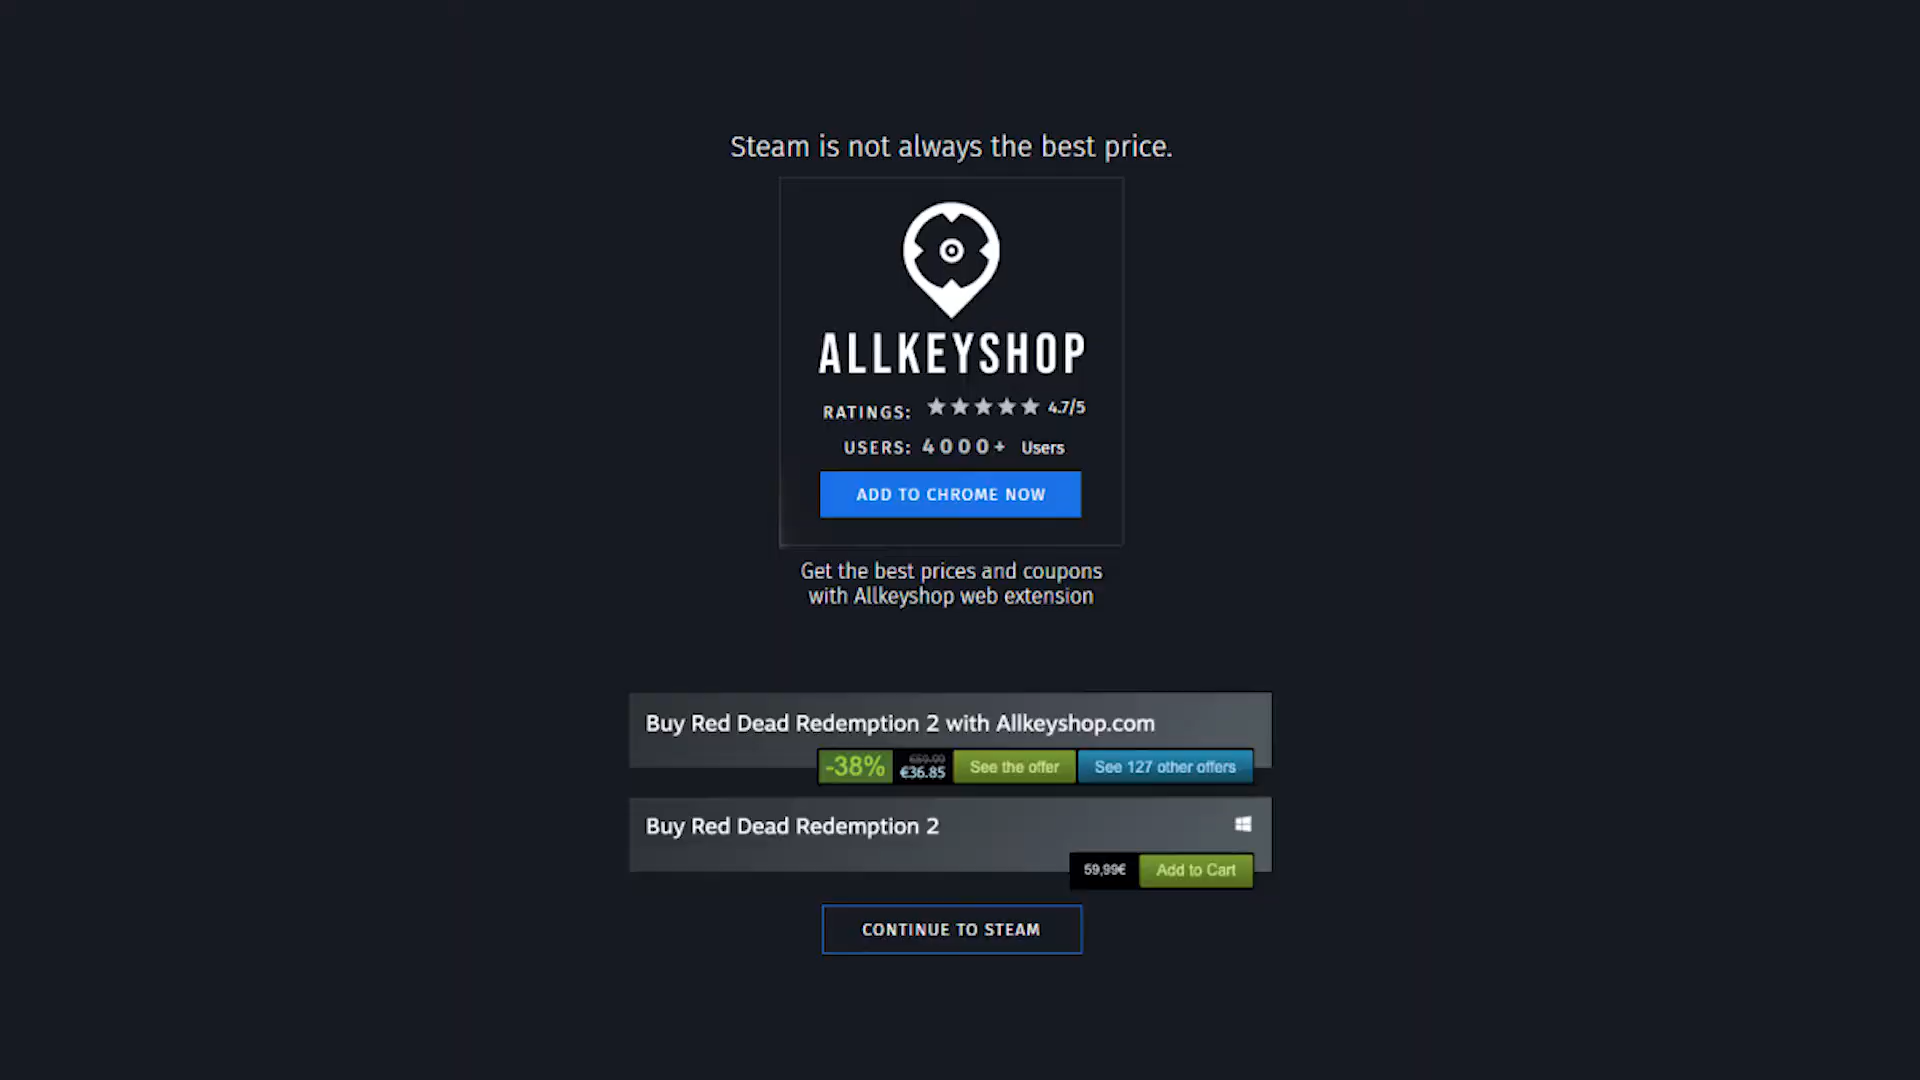 Steam is not always the best price.
ALLKEYSHOP
RATINGS: ★★★★★ 4.7/5
USERS: 4000+ Users
ADD TO CHROME NOW
Get the best prices and coupons
with Allkeyshop web extension
Buy Red Dead Redemption 2 with Allkeyshop.com
-38% €36.85 See the offer See 127 other offers
Buy Red Dead Redemption 2
59,99€ Add to Cart
CONTINUE TO STEAM